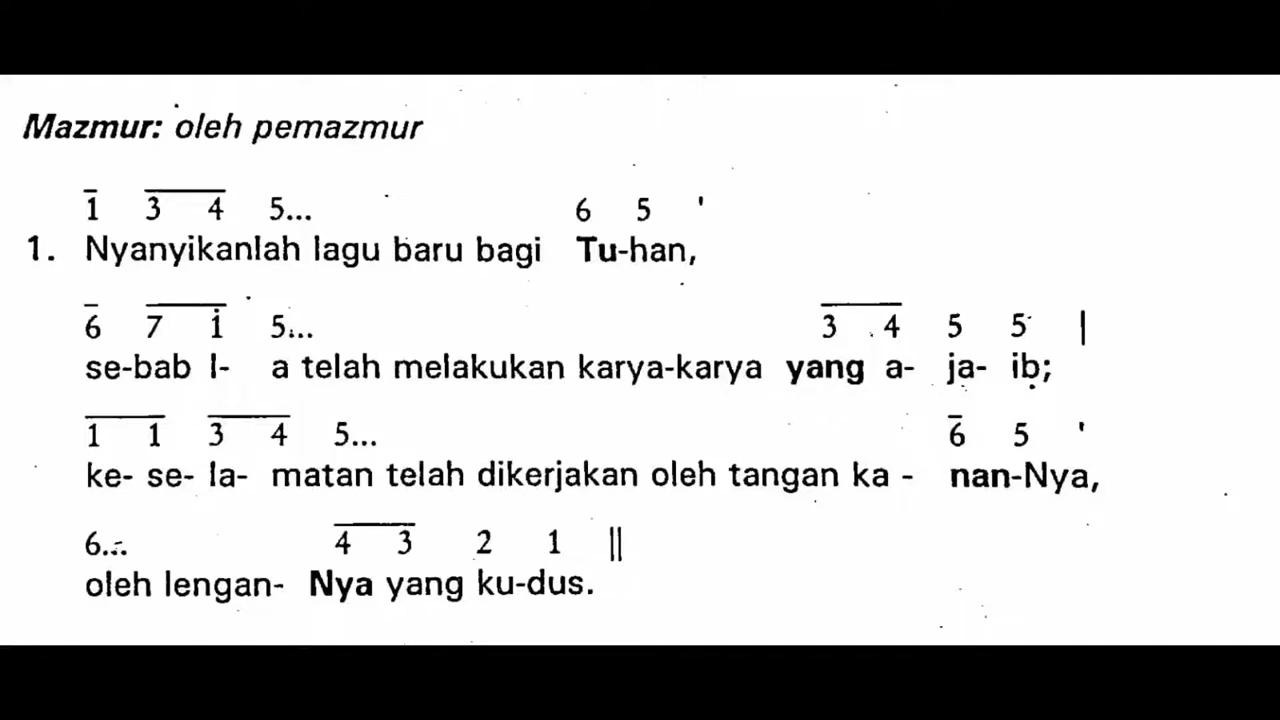 Mazmur: oleh pemazmur
1 3 4 5... 6 5 '
1. Nyanyikanlah lagu baru bagi Tu-han,
6 7 1̇ 5... 3 4 5 5 |
se-bab I- a telah melakukan karya-karya yang a- ja- ib;
1 1 3 4 5... 6 5 '
ke- se- la- matan telah dikerjakan oleh tangan ka - nan-Nya,
6... 4 3 2 1 ||
oleh lengan- Nya yang ku-dus.